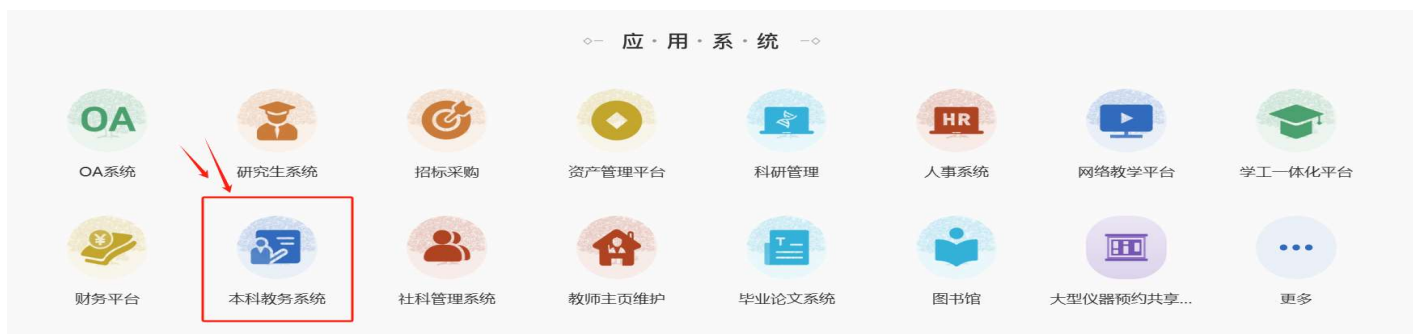 应·用·系·统
OA
HR
OA系统
研究生系统
招标采购
资产管理平台
科研管理
人事系统
网络教学平台
学工一体化平台
¥
T
财务平台
本科教务系统
社科管理系统
教师主页维护
毕业论文系统
图书馆
大型仪器预约共享...
更多